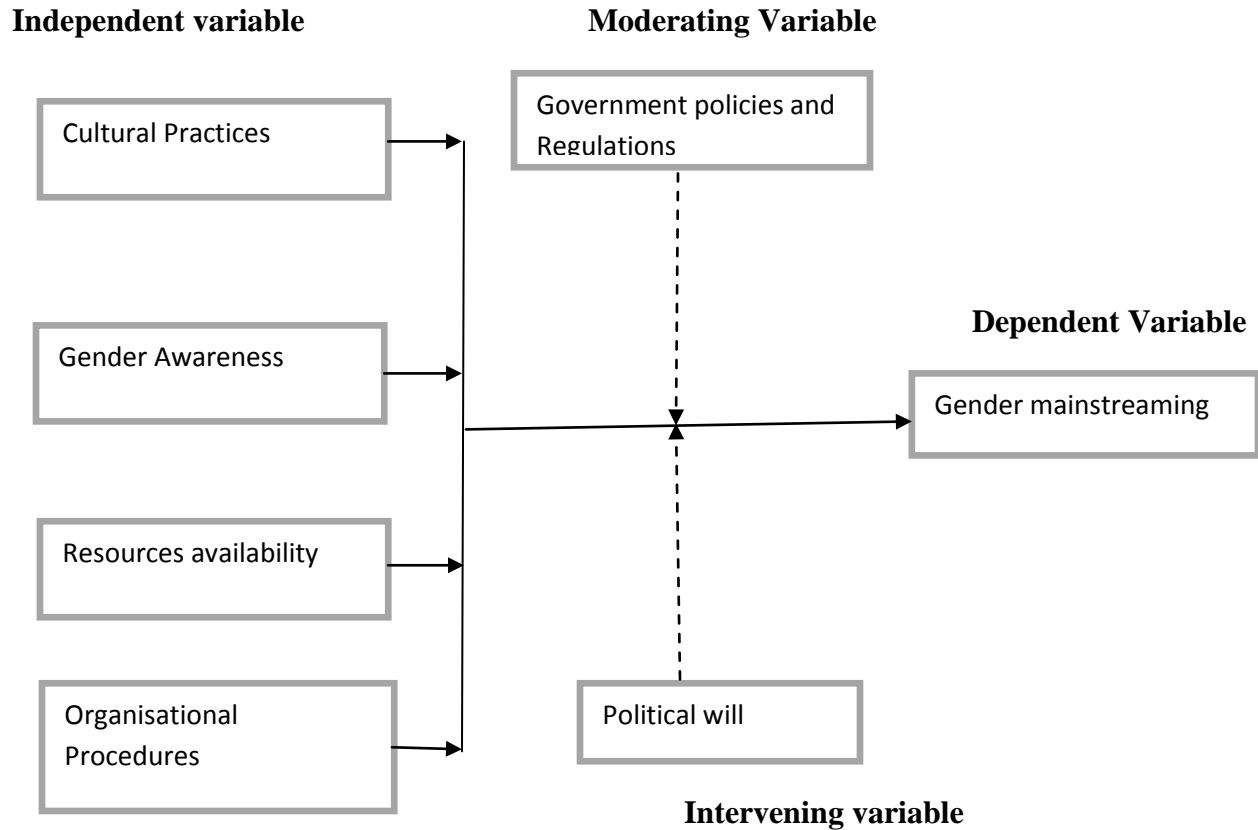 Independent variable
Moderating Variable
Cultural Practices
Government policies and
Regulations
Gender Awareness
Dependent Variable
Gender mainstreaming
Resources availability
Organisational
Procedures
Political will
Intervening variable